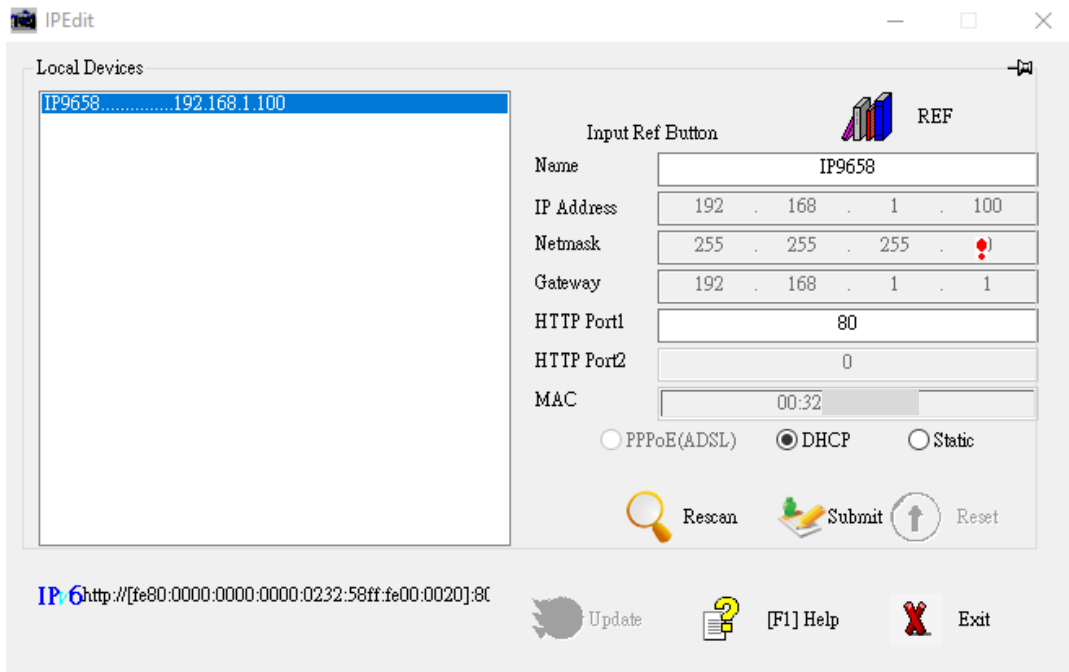 IPEdit
Local Devices
IP9658..............192.168.1.100
REF
Input Ref Button
Name IP9658
IP Address 192 . 168 . 1 . 100
Netmask 255 . 255 . 255 .
Gateway 192 . 168 . 1 . 1
HTTP Port1 80
HTTP Port2 0
MAC 00:32
PPPoE(ADSL) DHCP Static
Rescan Submit Reset
IPv6 http://[fe80:0000:0000:0000:0232:58ff:fe00:0020]:80
Update [F1] Help Exit